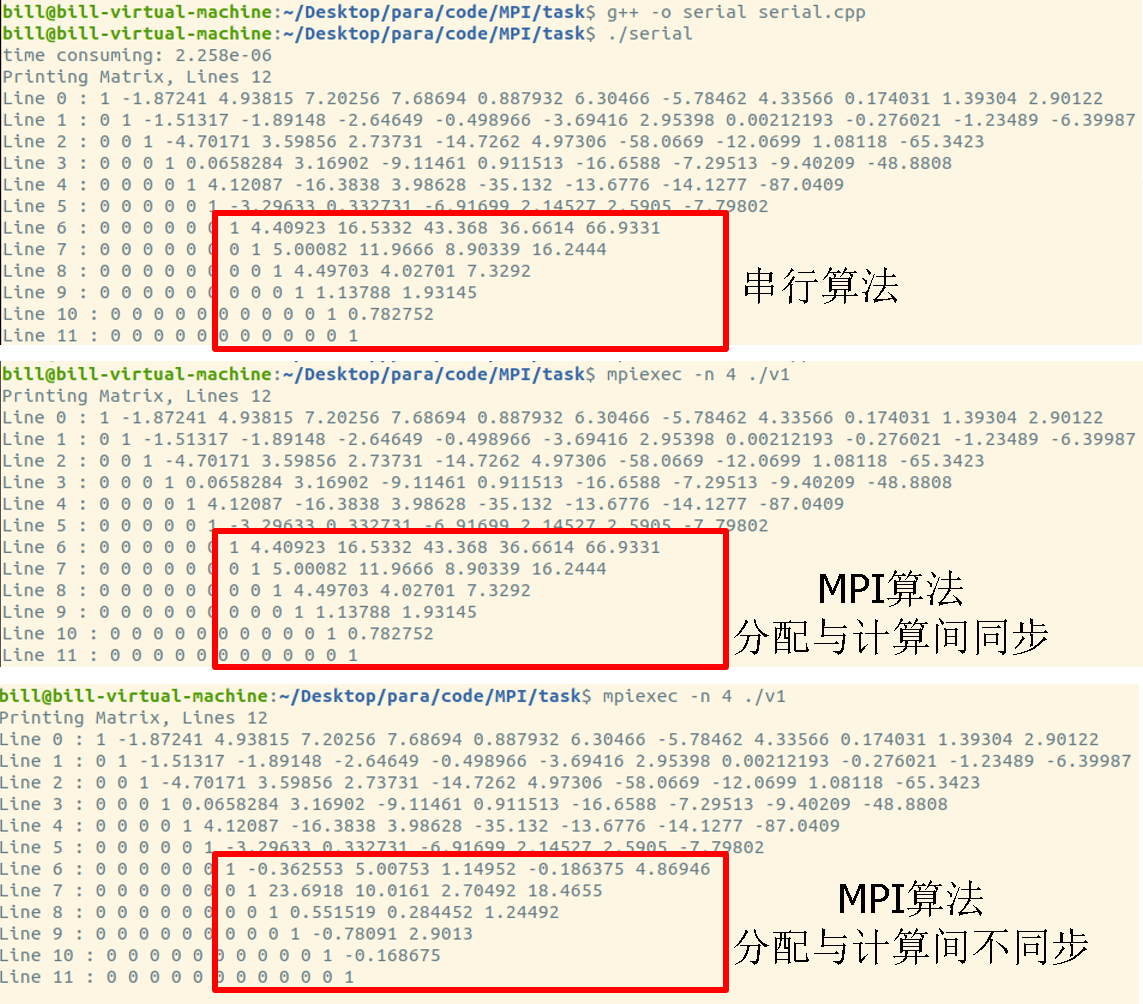 bill@bill-virtual-machine:~/Desktop/para/code/MPI/task$ g++ -o serial serial.cpp
bill@bill-virtual-machine:~/Desktop/para/code/MPI/task$ ./serial
time consuming: 2.258e-06
Printing Matrix, Lines 12
Line 0 : 1 -1.87241 4.93815 7.20256 7.68694 0.887932 6.30466 -5.78462 4.33566 0.174031 1.39304 2.90122
Line 1 : 0 1 -1.51317 -1.89148 -2.64649 -0.498966 -3.69416 2.95398 0.00212193 -0.276021 -1.23489 -6.39987
Line 2 : 0 0 1 -4.70171 3.59856 2.73731 -14.7262 4.97306 -58.0669 -12.0699 1.08118 -65.3423
Line 3 : 0 0 0 1 0.0658284 3.16902 -9.11461 0.911513 -16.6588 -7.29513 -9.40209 -48.8808
Line 4 : 0 0 0 0 1 4.12087 -16.3838 3.98628 -35.132 -13.6776 -14.1277 -87.0409
Line 5 : 0 0 0 0 0 1 -3.29633 0.332731 -6.91699 2.14527 2.5905 -7.79802
Line 6 : 0 0 0 0 0 0 1 4.40923 16.5332 43.368 36.6614 66.9331
Line 7 : 0 0 0 0 0 0 0 1 5.00082 11.9666 8.90339 16.2444
Line 8 : 0 0 0 0 0 0 0 0 1 4.49703 4.02701 7.3292
Line 9 : 0 0 0 0 0 0 0 0 0 1 1.13788 1.93145
Line 10 : 0 0 0 0 0 0 0 0 0 0 1 0.782752
Line 11 : 0 0 0 0 0 0 0 0 0 0 0 1
串行算法
bill@bill-virtual-machine:~/Desktop/para/code/MPI/task$ mpiexec -n 4 ./v1
Printing Matrix, Lines 12
Line 0 : 1 -1.87241 4.93815 7.20256 7.68694 0.887932 6.30466 -5.78462 4.33566 0.174031 1.39304 2.90122
Line 1 : 0 1 -1.51317 -1.89148 -2.64649 -0.498966 -3.69416 2.95398 0.00212193 -0.276021 -1.23489 -6.39987
Line 2 : 0 0 1 -4.70171 3.59856 2.73731 -14.7262 4.97306 -58.0669 -12.0699 1.08118 -65.3423
Line 3 : 0 0 0 1 0.0658284 3.16902 -9.11461 0.911513 -16.6588 -7.29513 -9.40209 -48.8808
Line 4 : 0 0 0 0 1 4.12087 -16.3838 3.98628 -35.132 -13.6776 -14.1277 -87.0409
Line 5 : 0 0 0 0 0 1 -3.29633 0.332731 -6.91699 2.14527 2.5905 -7.79802
Line 6 : 0 0 0 0 0 0 1 4.40923 16.5332 43.368 36.6614 66.9331
Line 7 : 0 0 0 0 0 0 0 1 5.00082 11.9666 8.90339 16.2444
Line 8 : 0 0 0 0 0 0 0 0 1 4.49703 4.02701 7.3292
Line 9 : 0 0 0 0 0 0 0 0 0 1 1.13788 1.93145
Line 10 : 0 0 0 0 0 0 0 0 0 0 1 0.782752
Line 11 : 0 0 0 0 0 0 0 0 0 0 0 1
MPI算法
分配与计算间同步
bill@bill-virtual-machine:~/Desktop/para/code/MPI/task$ mpiexec -n 4 ./v1
Printing Matrix, Lines 12
Line 0 : 1 -1.87241 4.93815 7.20256 7.68694 0.887932 6.30466 -5.78462 4.33566 0.174031 1.39304 2.90122
Line 1 : 0 1 -1.51317 -1.89148 -2.64649 -0.498966 -3.69416 2.95398 0.00212193 -0.276021 -1.23489 -6.39987
Line 2 : 0 0 1 -4.70171 3.59856 2.73731 -14.7262 4.97306 -58.0669 -12.0699 1.08118 -65.3423
Line 3 : 0 0 0 1 0.0658284 3.16902 -9.11461 0.911513 -16.6588 -7.29513 -9.40209 -48.8808
Line 4 : 0 0 0 0 1 4.12087 -16.3838 3.98628 -35.132 -13.6776 -14.1277 -87.0409
Line 5 : 0 0 0 0 0 1 -3.29633 0.332731 -6.91699 2.14527 2.5905 -7.79802
Line 6 : 0 0 0 0 0 0 1 -0.362553 5.00753 1.14952 -0.186375 4.86946
Line 7 : 0 0 0 0 0 0 0 1 23.6918 10.0161 2.70492 18.4655
Line 8 : 0 0 0 0 0 0 0 0 1 0.551519 0.284452 1.24492
Line 9 : 0 0 0 0 0 0 0 0 0 1 -0.78091 2.9013
Line 10 : 0 0 0 0 0 0 0 0 0 0 1 -0.168675
Line 11 : 0 0 0 0 0 0 0 0 0 0 0 1
MPI算法
分配与计算间不同步